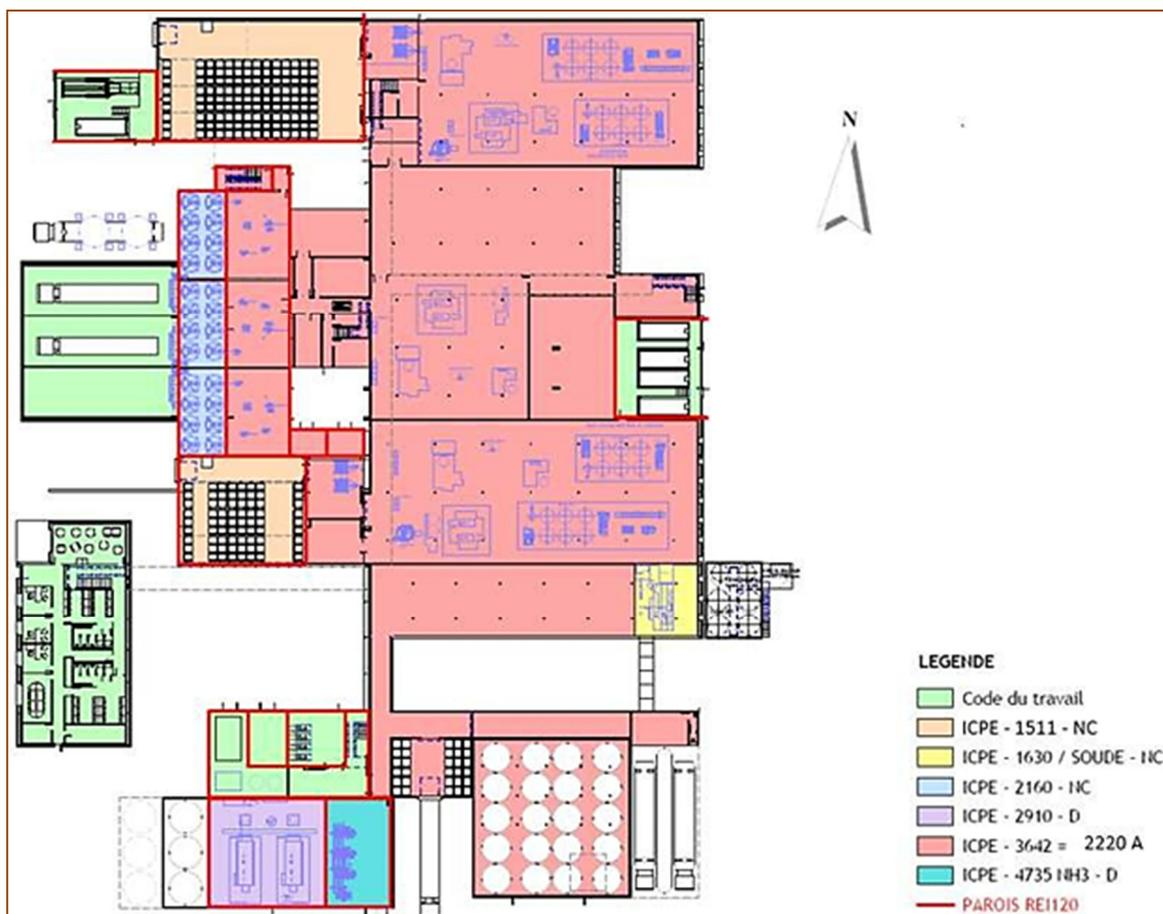 N
LEGENDE
Code du travail
ICPE - 1511 - NC
ICPE - 1630 / SOUDE - NC
ICPE - 2160 - NC
ICPE - 2910 - D
ICPE - 3642 = 2220 A
ICPE - 4735 NH3 - D
PAROIS REI120